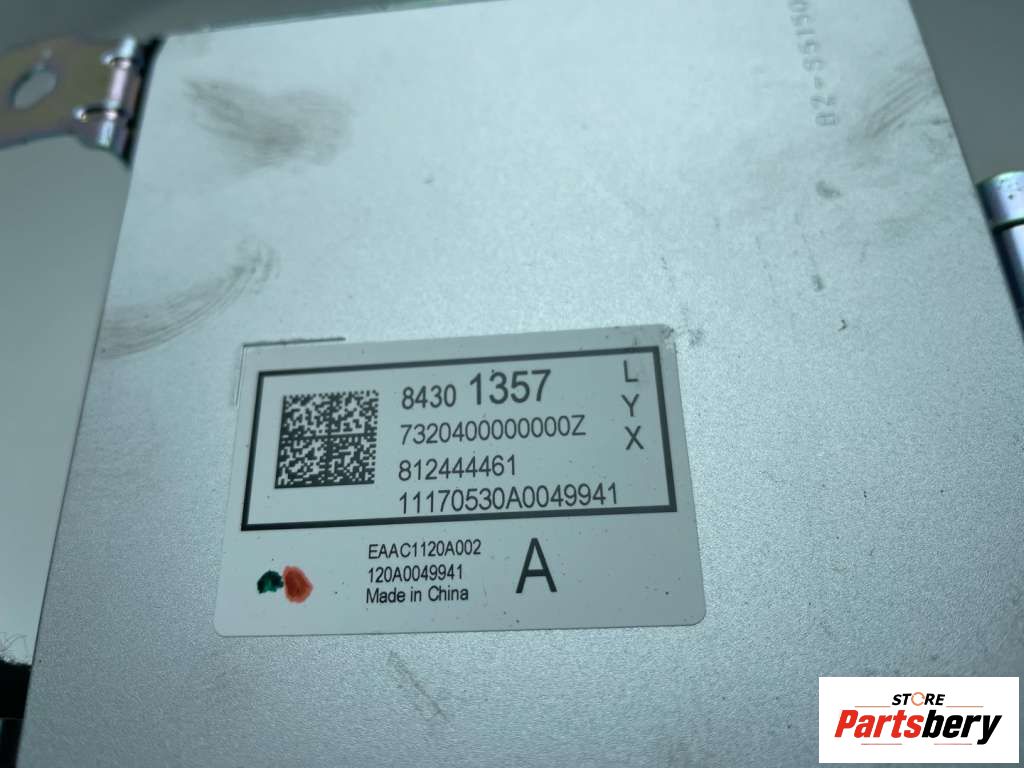 8430 1357
7320400000000Z
812444461
11170530A0049941
L
Y
X
EAAC1120A002
120A0049941
Made in China
A
STORE
Partsbery